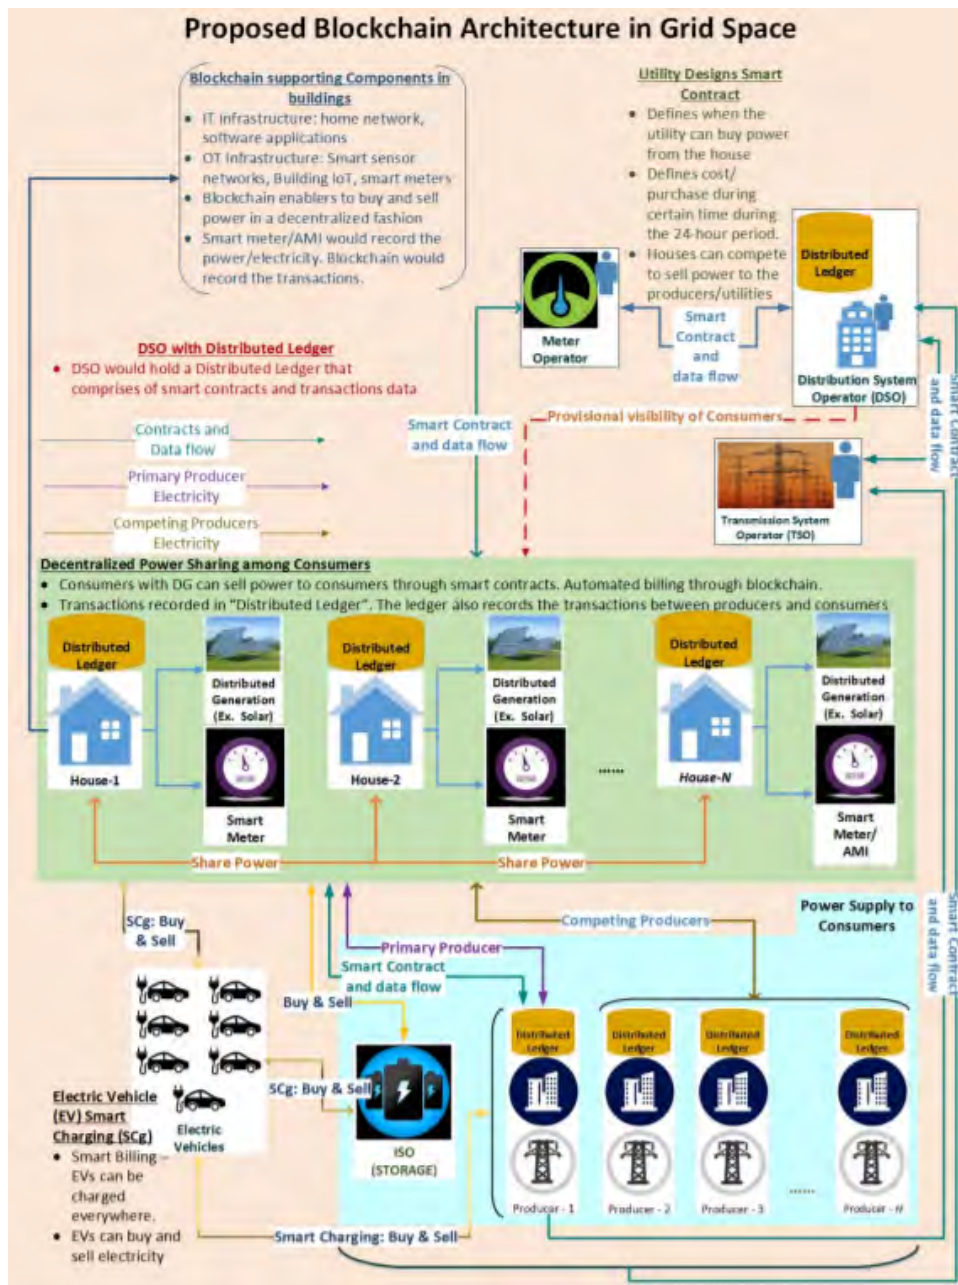 Proposed Blockchain Architecture in Grid Space
Blockchain supporting Components in
buildings
• IT infrastructure: home network,
software applications
• OT Infrastructure: Smart sensor
networks, Building IoT, smart meters
• Blockchain enablers to buy and sell
power in a decentralized fashion
• Smart meter/AMI would record the
power/electricity. Blockchain would
record the transactions.
Utility Designs Smart
Contract
• Defines when the
utility can buy power
from the house
• Defines cost/
purchase during
certain time during
the 24-hour period.
• Houses can compete
to sell power to the
producers/utilities
Distributed
Ledger
Distribution System
Operator (DSO)
Meter
Operator
Smart
Contract
and
data flow
DSO with Distributed Ledger
• DSO would hold a Distributed Ledger that
comprises of smart contracts and transactions data
Contracts and
Data flow
Primary Producer
Electricity
Competing Producers
Electricity
Smart Contract
and data flow
Provisional visibility of Consumers
Transmission System
Operator (TSO)
Smart Contract
and data flow
Decentralized Power Sharing among Consumers
• Consumers with DG can sell power to consumers through smart contracts. Automated billing through blockchain.
• Transactions recorded in "Distributed Ledger". The ledger also records the transactions between producers and consumers
Distributed
Ledger
House-1
Distributed
Generation
(Ex. Solar)
Smart
Meter
Distributed
Ledger
House-2
Distributed
Generation
(Ex. Solar)
Smart
Meter
......
Distributed
Ledger
House-N
Distributed
Generation
(Ex. Solar)
Smart
Meter/
AMI
Share Power
Share Power
SCg: Buy
& Sell
Competing Producers
Power Supply to
Consumers
Primary Producer
Smart Contract
and data flow
Buy & Sell
Smart Contract
and data flow
SCg: Buy & Sell
Electric
Vehicles
ISO
(STORAGE)
Distributed
Ledger
Producer - 1
Distributed
Ledger
Producer - 2
Distributed
Ledger
Producer - 3
......
Distributed
Ledger
Producer - N
Electric Vehicle
(EV) Smart
Charging (SCg)
• Smart Billing –
EVs can be
charged
everywhere.
• EVs can buy and
sell electricity
Smart Charging: Buy & Sell